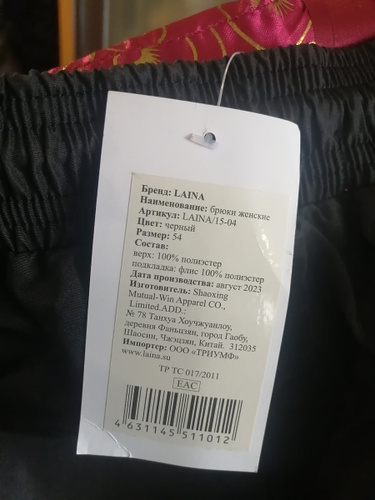 Бренд: LAINA
Наименование: брюки женские
Артикул: LAINA/15-04
Цвет: черный
Размер: 54
Состав:
верх: 100% полиэстер
подкладка: флис 100% полиэстер
Дата производства: август 2023
Изготовитель: Shaoxing
Mutual-Win Apparel CO.,
Limited.ADD.:
№ 78 Танхуа Хоучжуанлоу,
деревня Фаньцзян, город Гаобу,
Шаосин, Чжэцзян, Китай. 312035
Импортер: ООО «ТРИУМФ»
www.laina.su
ТР ТС 017/2011
EAC
4 631145 511012